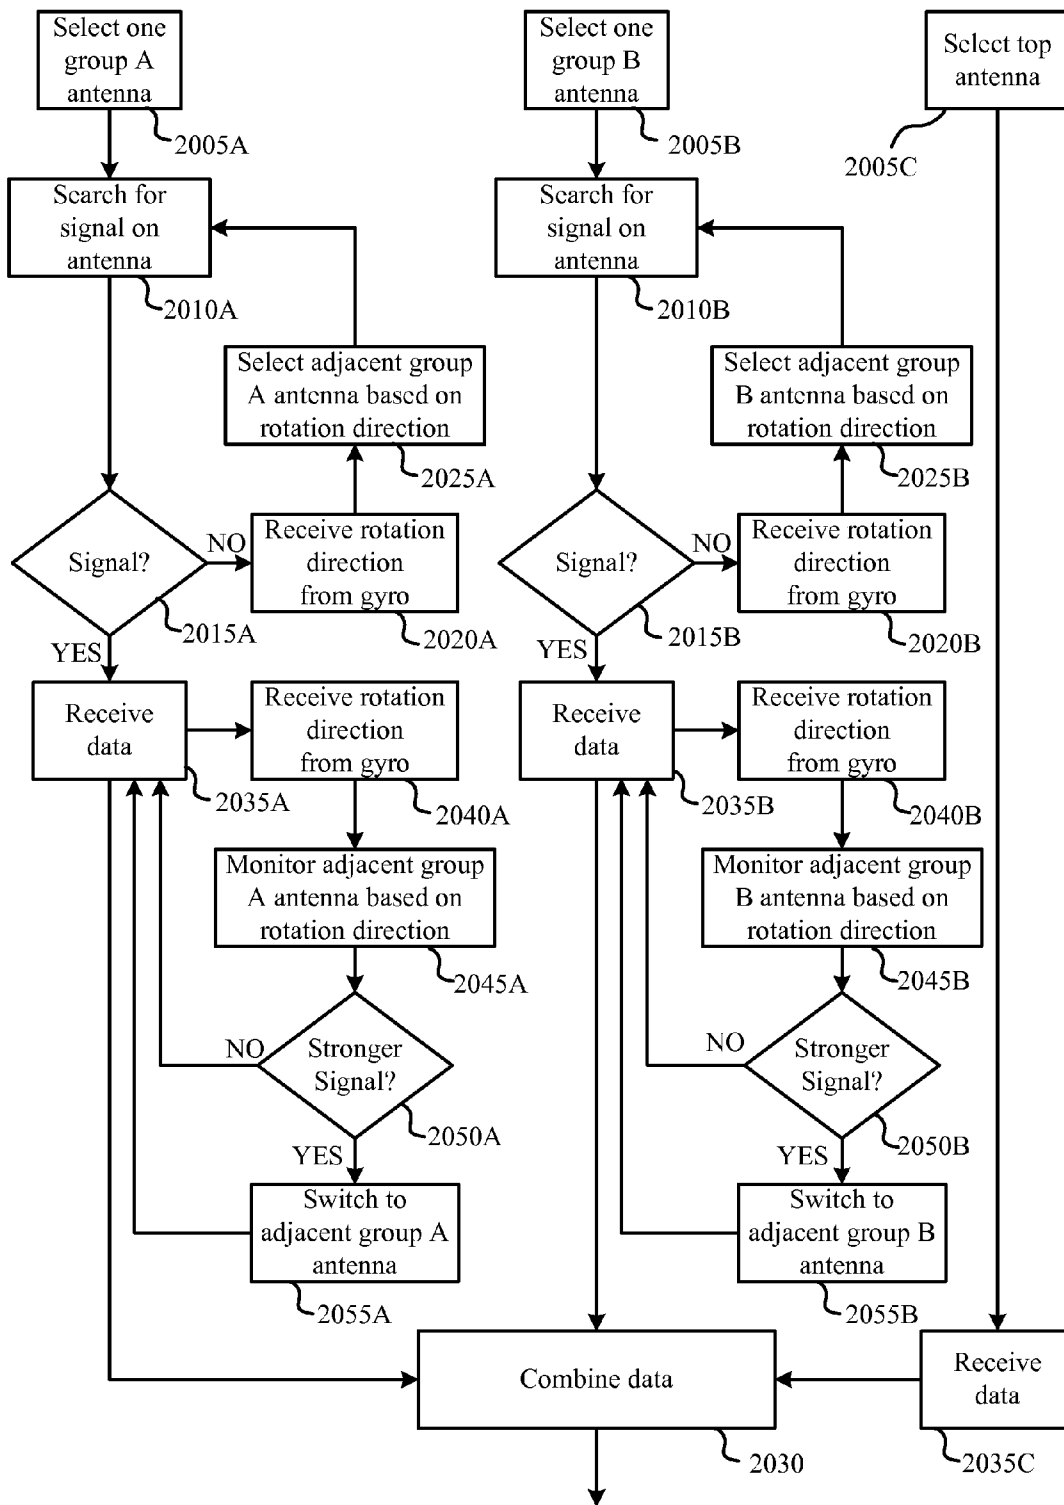 Select one
group A
antenna
2005A
Select one
group B
antenna
2005B
Select top
antenna
2005C
Search for
signal on
antenna
2010A
Search for
signal on
antenna
2010B
Select adjacent group
A antenna based on
rotation direction
2025A
Select adjacent group
B antenna based on
rotation direction
2025B
Signal?
NO
YES
2015A
Receive rotation
direction
from gyro
2020A
Signal?
NO
YES
2015B
Receive rotation
direction
from gyro
2020B
Receive
data
2035A
Receive rotation
direction
from gyro
2040A
Receive
data
2035B
Receive rotation
direction
from gyro
2040B
Monitor adjacent group
A antenna based on
rotation direction
2045A
Monitor adjacent group
B antenna based on
rotation direction
2045B
NO
Stronger
Signal?
2050A
YES
NO
Stronger
Signal?
2050B
YES
Switch to
adjacent group A
antenna
2055A
Switch to
adjacent group B
antenna
2055B
Combine data
2030
Receive
data
2035C